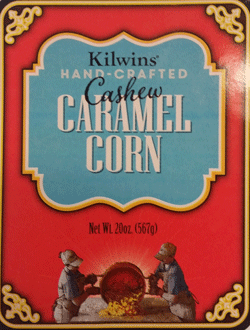 Kilwins®
HAND-CRAFTED
Cashew
CARAMEL
CORN
Net Wt. 20oz. (567g)